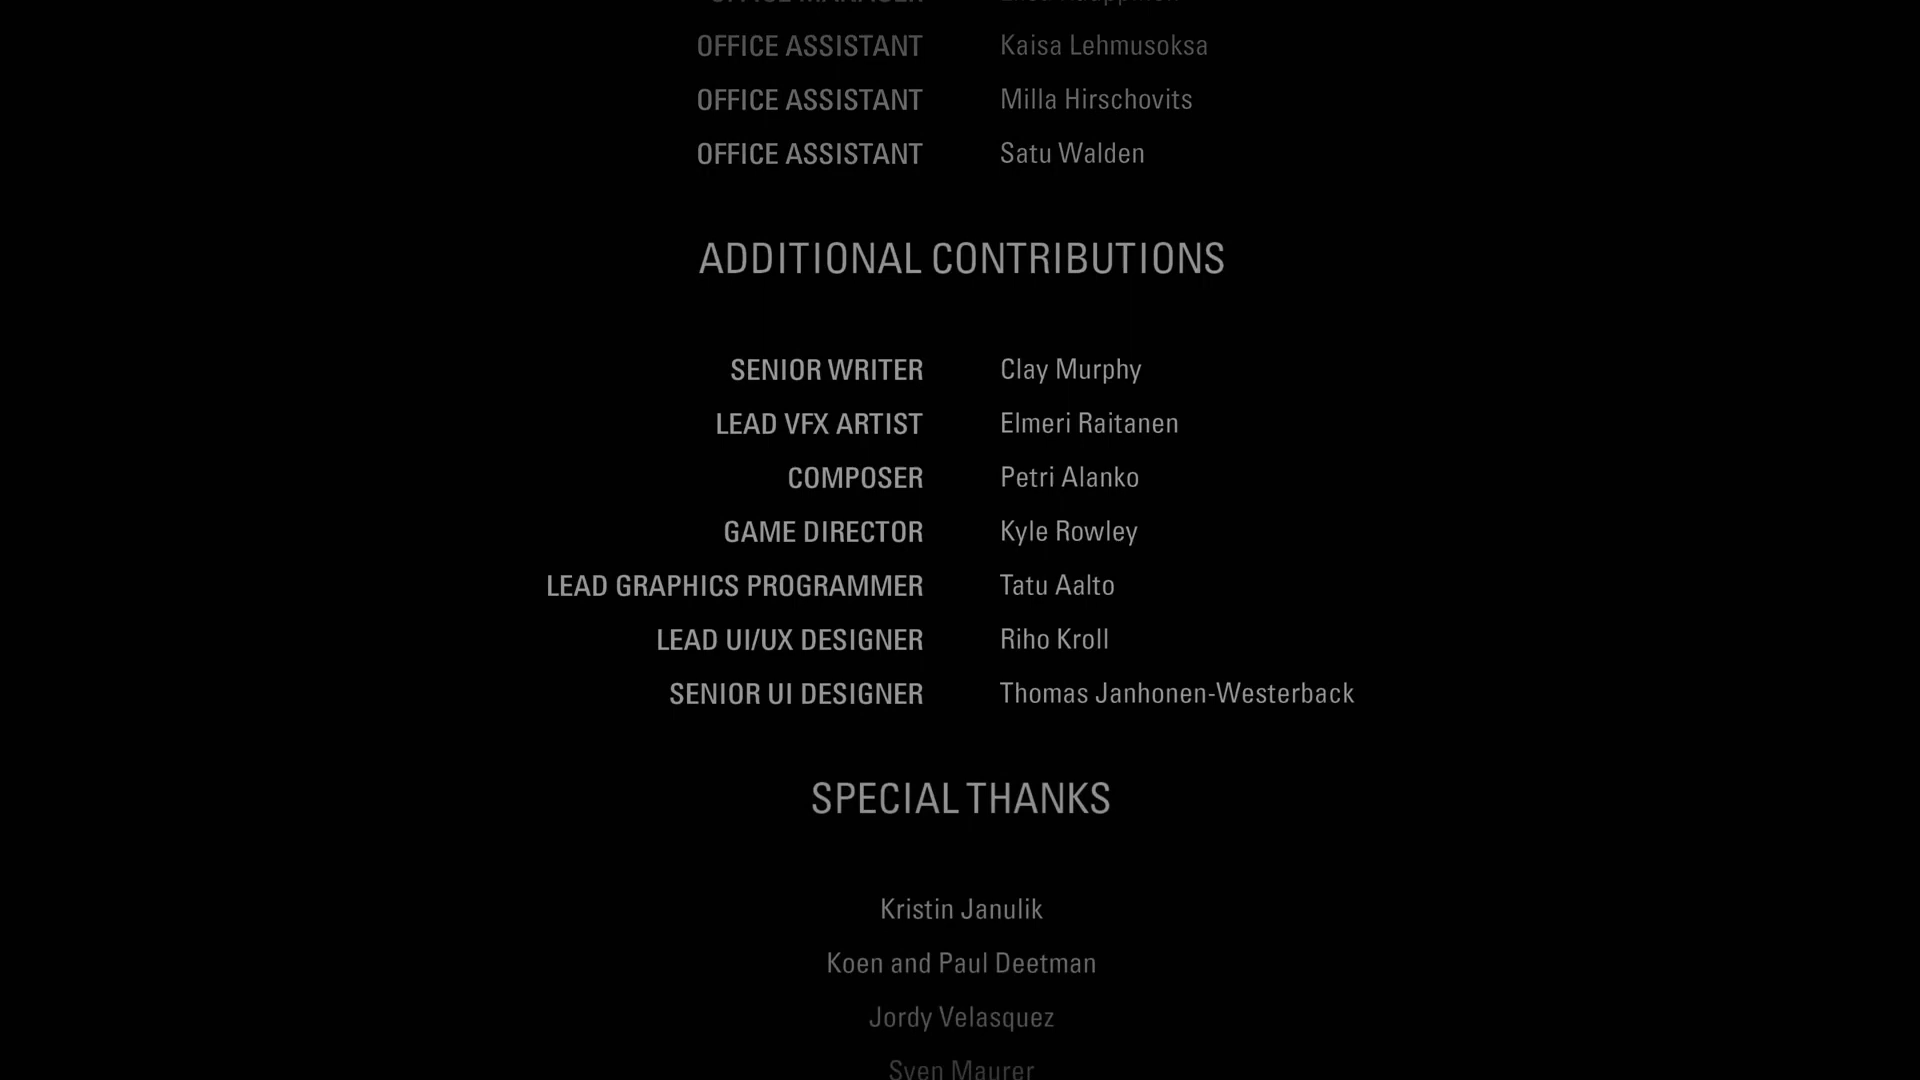 OFFICE MANAGER
OFFICE ASSISTANT Kaisa Lehmusoksa
OFFICE ASSISTANT Milla Hirschovits
OFFICE ASSISTANT Satu Walden
ADDITIONAL CONTRIBUTIONS
SENIOR WRITER Clay Murphy
LEAD VFX ARTIST Elmeri Raitanen
COMPOSER Petri Alanko
GAME DIRECTOR Kyle Rowley
LEAD GRAPHICS PROGRAMMER Tatu Aalto
LEAD UI/UX DESIGNER Riho Kroll
SENIOR UI DESIGNER Thomas Janhonen-Westerback
SPECIAL THANKS
Kristin Janulik
Koen and Paul Deetman
Jordy Velasquez
Sven Maurer